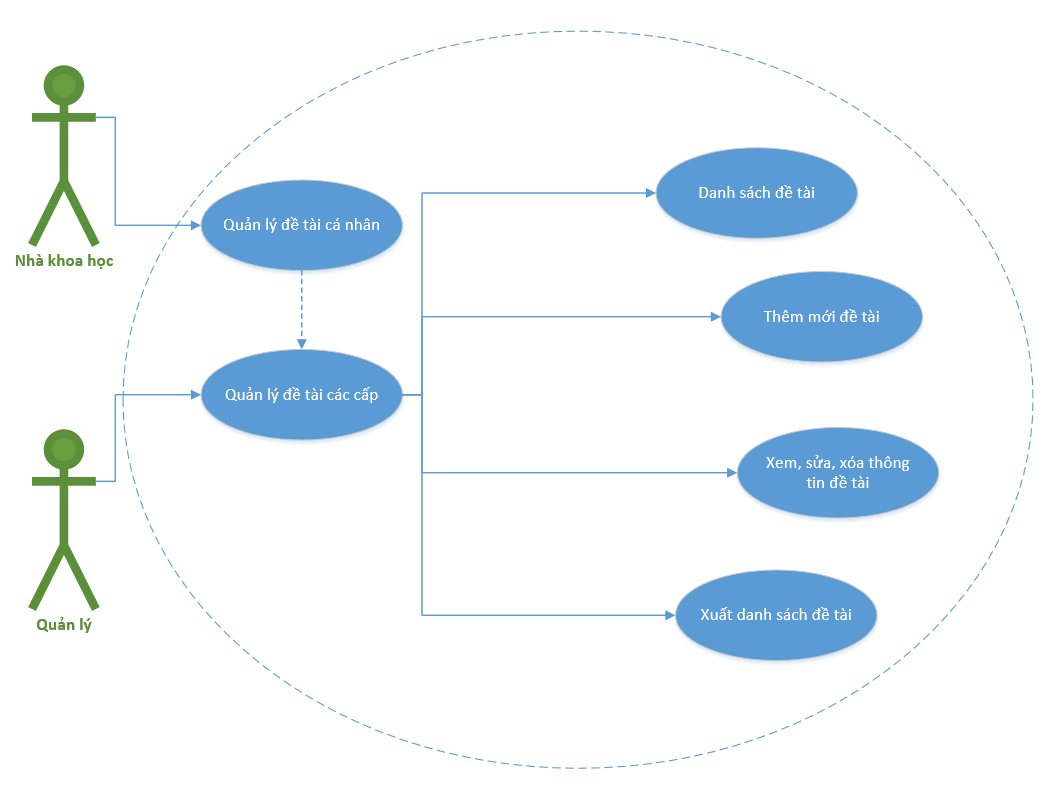 Nhà khoa học
Quản lý đề tài cá nhân
Danh sách đề tài
Thêm mới đề tài
Quản lý đề tài các cấp
Xem, sửa, xóa thông
tin đề tài
Xuất danh sách đề tài
Quản lý